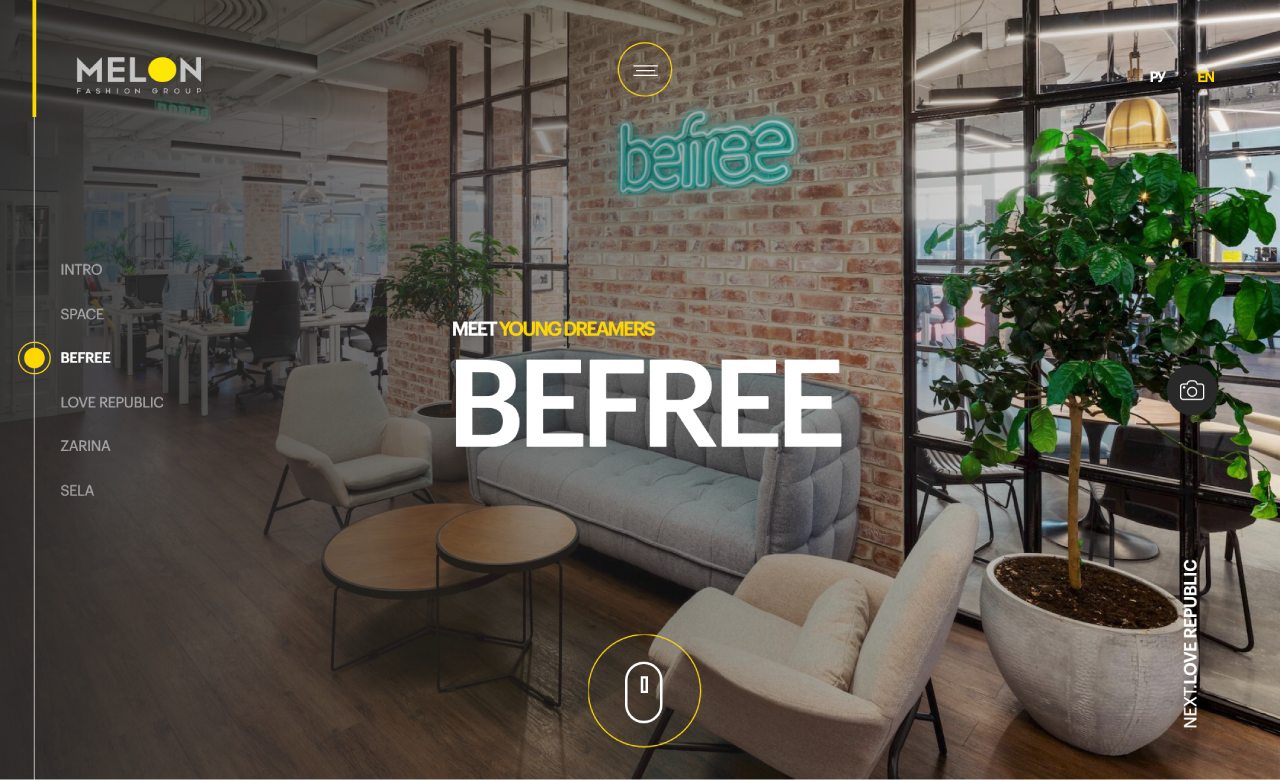 MELON
FASHION GROUP
РУ
EN
befree
INTRO
SPACE
BEFREE
LOVE REPUBLIC
ZARINA
SELA
MEET YOUNG DREAMERS
BEFREE
NEXT.LOVE REPUBLIC